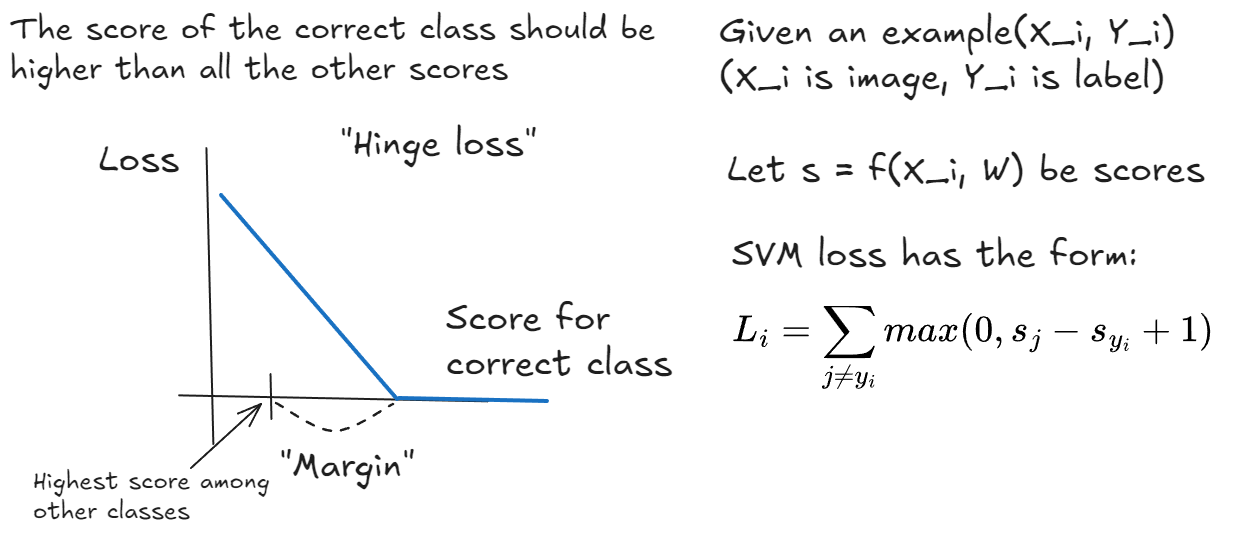 The score of the correct class should be
higher than all the other scores
"Hinge loss"
Loss
Score for
correct class
"Margin"
Highest score among
other classes
Given an example(X_i, Y_i)
(X_i is image, Y_i is label)
Let s = f(X_i, W) be scores
SVM loss has the form:
L_i = \sum_{j \neq y_i} max(0, s_j - s_{y_i} + 1)